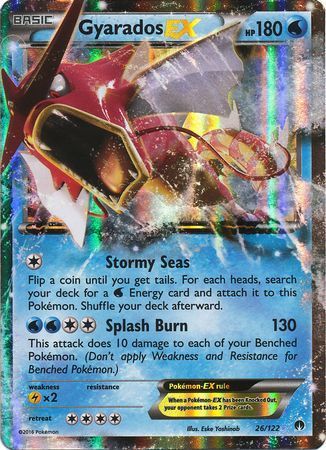 BASIC
Gyarados EX HP180
Stormy Seas
Flip a coin until you get tails. For each heads, search
your deck for a Energy card and attach it to this
Pokémon. Shuffle your deck afterward.
Splash Burn 130
This attack does 10 damage to each of your Benched
Pokémon. (Don't apply Weakness and Resistance for
Benched Pokémon.)
weakness resistance
×2
retreat
Pokémon-EX rule
When a Pokémon-EX has been Knocked Out,
your opponent takes 2 Prize cards.
©2016 Pokémon
Illus. Eske Yoshinob
26/122